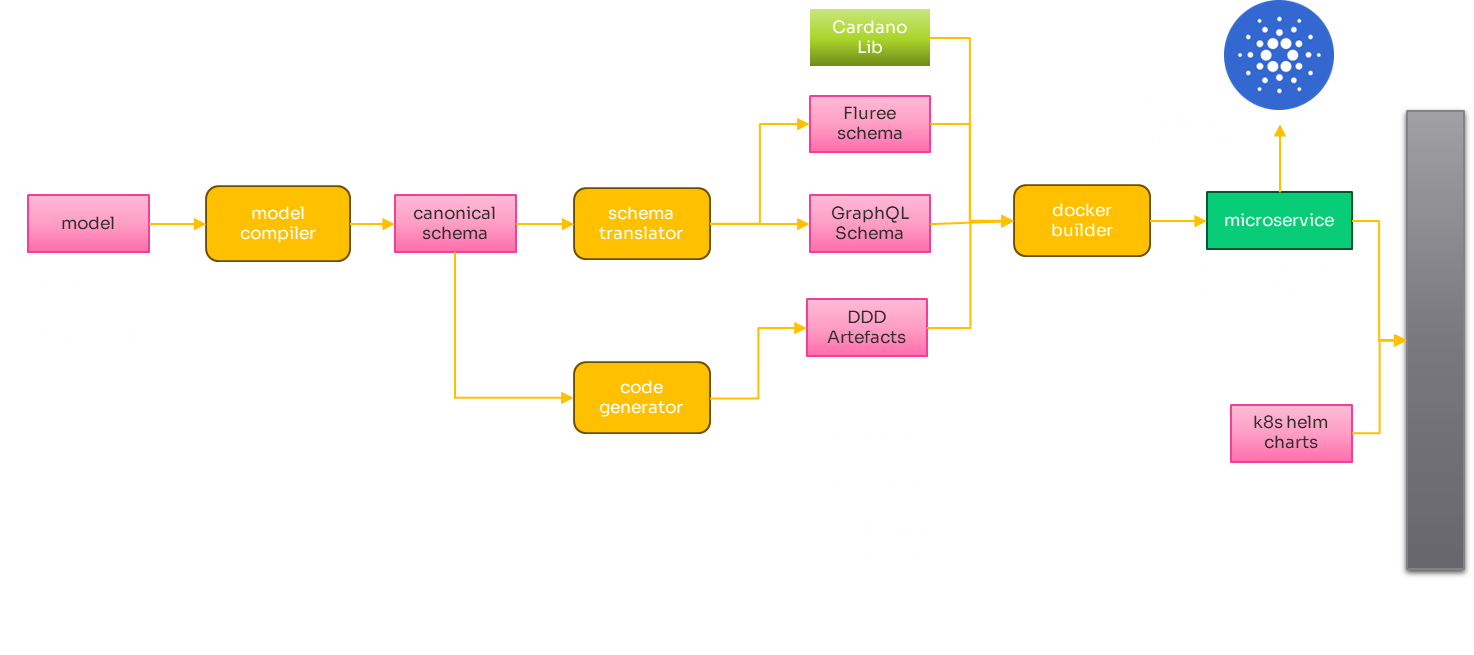 Cardano
Lib
Fluree
schema
model
model
compiler
canonical
schema
schema
translator
GraphQL
Schema
docker
builder
microservice
DDD
Artefacts
code
generator
k8s helm
charts